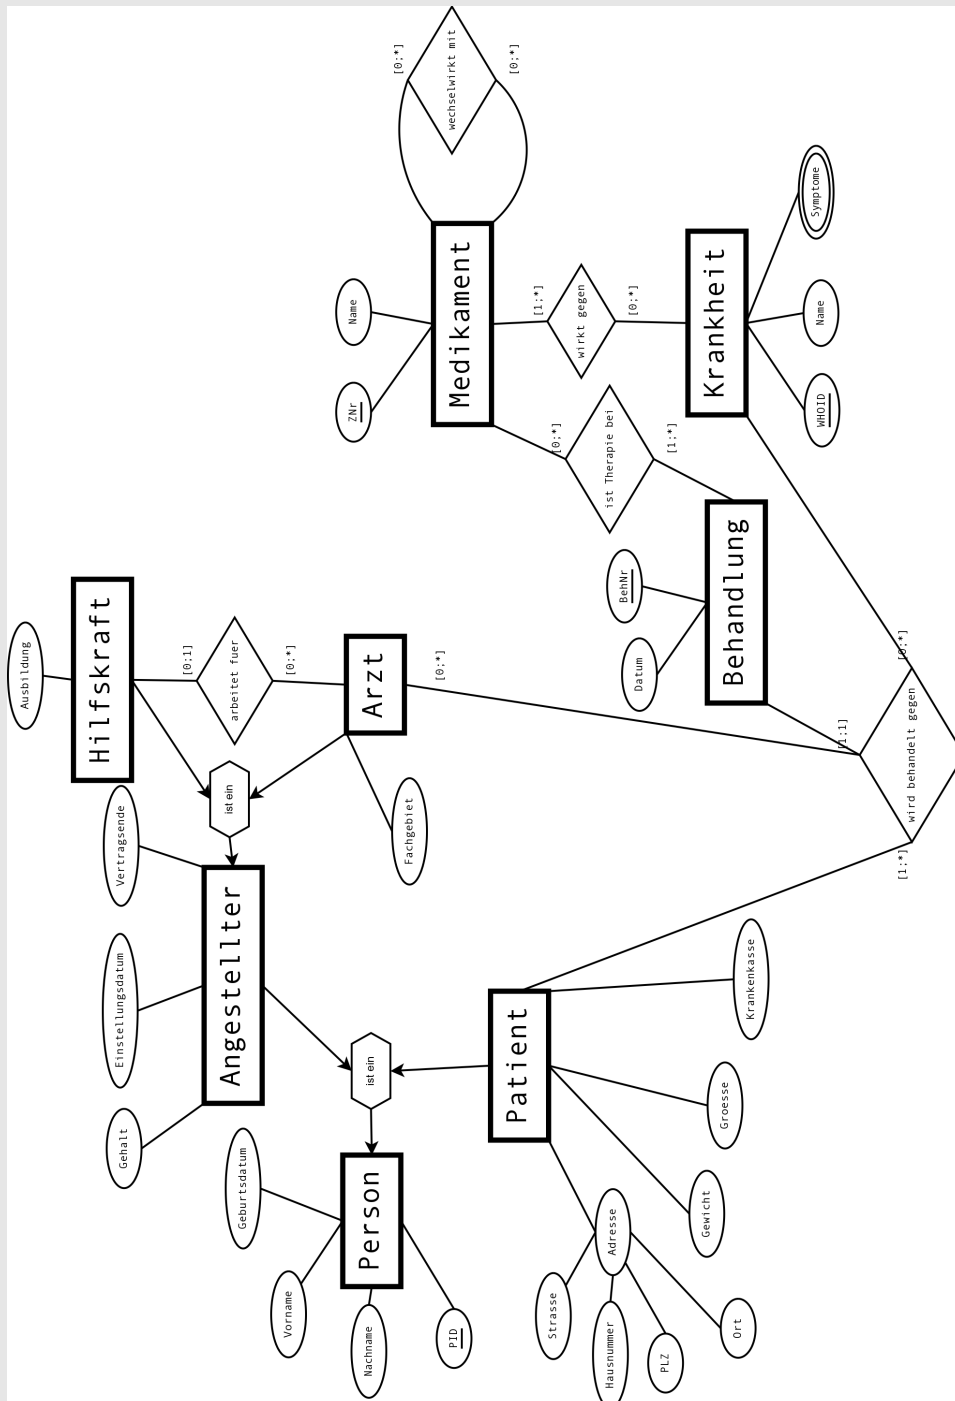 wechselwirkt mit
[0:*]
[0:*]
Medikament
Name
ZNr
[1:*]
wirkt gegen
[0:*]
Krankheit
Symptome
Name
WHOID
[0:*]
ist Therapie bei
[1:*]
Behandlung
BehNr
Datum
Ausbildung
Hilfskraft
[0:1]
arbeitet fuer
[0:*]
Arzt
[0:*]
Fachgebiet
ist ein
[1:1]
wird behandelt gegen
[0:*]
[1:*]
Angestellter
Vertragsende
Einstellungsdatum
Gehalt
ist ein
Person
Geburtsdatum
Vorname
Nachname
PID
Patient
Krankenkasse
Groesse
Gewicht
Adresse
Strasse
Hausnummer
PLZ
Ort